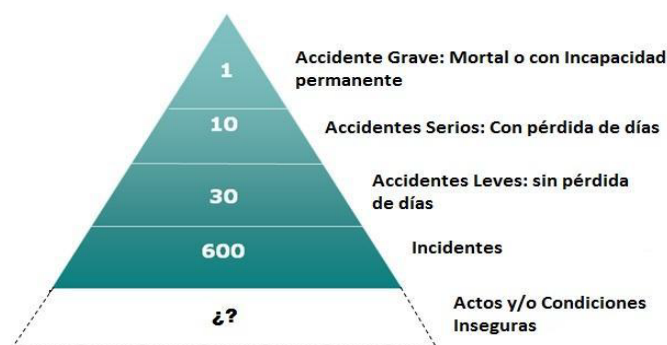 1
Accidente Grave: Mortal o con Incapacidad
permanente
10
Accidentes Serios: Con pérdida de días
30
Accidentes Leves: sin pérdida
de días
600
Incidentes
¿?
Actos y/o Condiciones
Inseguras